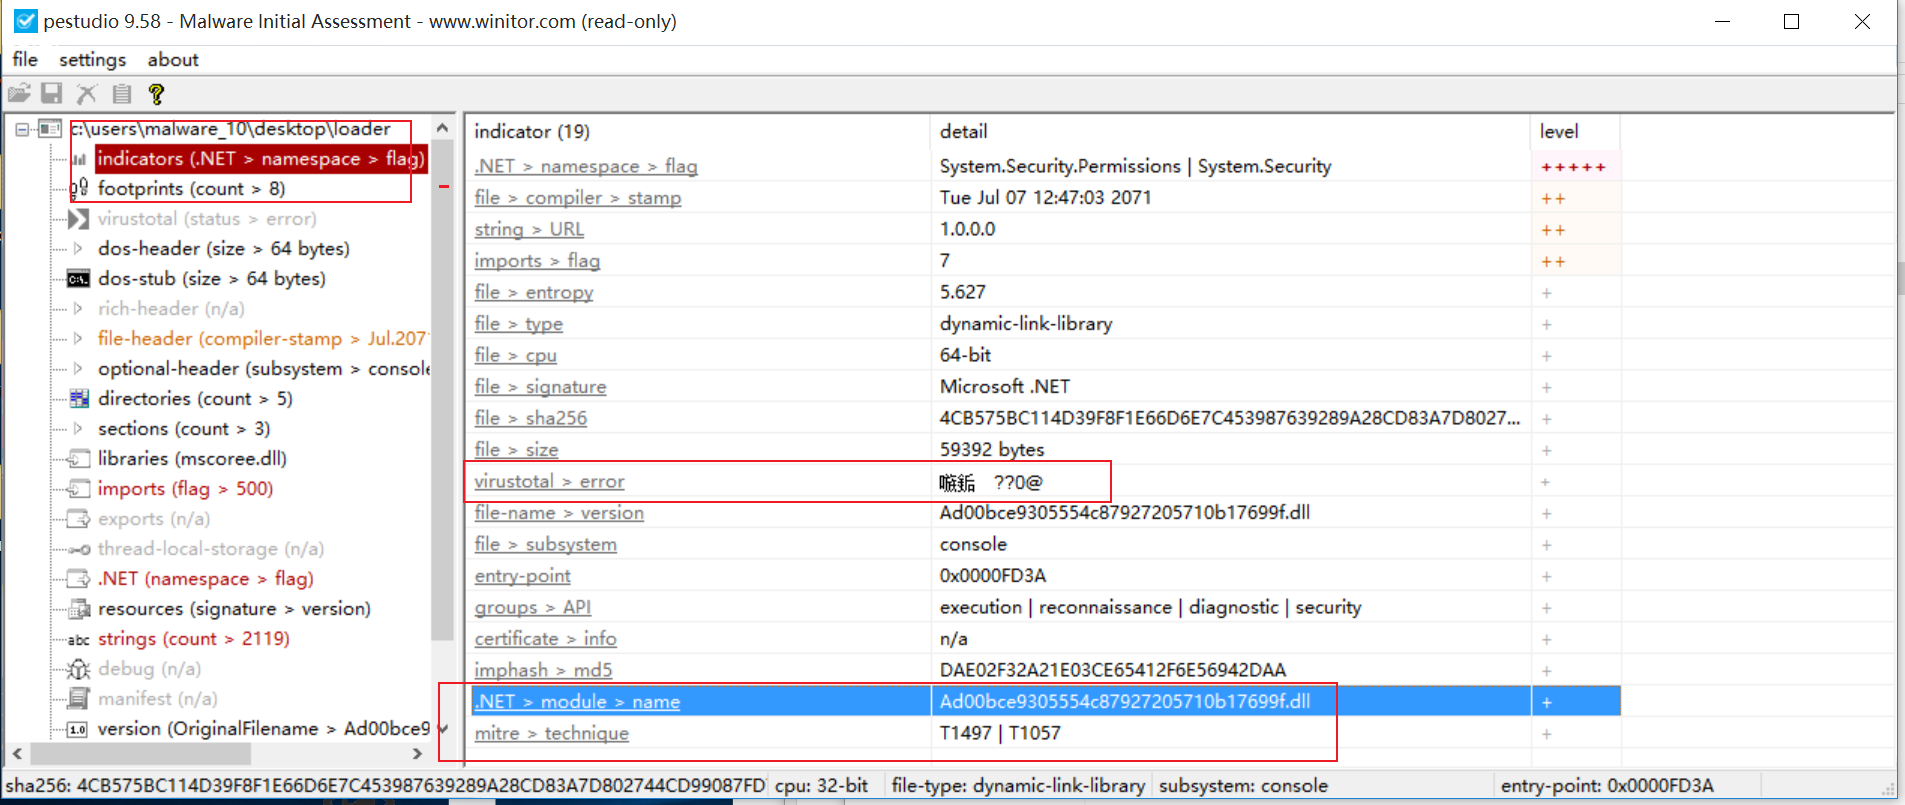 pestudio 9.58 - Malware Initial Assessment - www.winitor.com (read-only)
file settings about
c:\users\malware_10\desktop\loader
indicators (.NET > namespace > flag)
footprints (count > 8)
virustotal (status > error)
dos-header (size > 64 bytes)
dos-stub (size > 64 bytes)
rich-header (n/a)
file-header (compiler-stamp > Jul.207
optional-header (subsystem > console
directories (count > 5)
sections (count > 3)
libraries (mscoree.dll)
imports (flag > 500)
exports (n/a)
thread-local-storage (n/a)
.NET (namespace > flag)
resources (signature > version)
abc strings (count > 2119)
debug (n/a)
manifest (n/a)
1.0 version (OriginalFilename > Ad00bce9
indicator (19) detail level
.NET > namespace > flag System.Security.Permissions | System.Security +++++
file > compiler > stamp Tue Jul 07 12:47:03 2071 ++
string > URL 1.0.0.0 ++
imports > flag 7 ++
file > entropy 5.627 +
file > type dynamic-link-library +
file > cpu 64-bit +
file > signature Microsoft .NET +
file > sha256 4CB575BC114D39F8F1E66D6E7C453987639289A28CD83A7D8027... +
file > size 59392 bytes +
virustotal > error ??0@ +
file-name > version Ad00bce9305554c87927205710b17699f.dll +
file > subsystem console +
entry-point 0x0000FD3A +
groups > API execution | reconnaissance | diagnostic | security +
certificate > info n/a +
imphash > md5 DAE02F32A21E03CE65412F6E56942DAA +
.NET > module > name Ad00bce9305554c87927205710b17699f.dll +
mitre > technique T1497 | T1057 +
sha256: 4CB575BC114D39F8F1E66D6E7C453987639289A28CD83A7D802744CD99087FD cpu: 32-bit file-type: dynamic-link-library subsystem: console entry-point: 0x0000FD3A